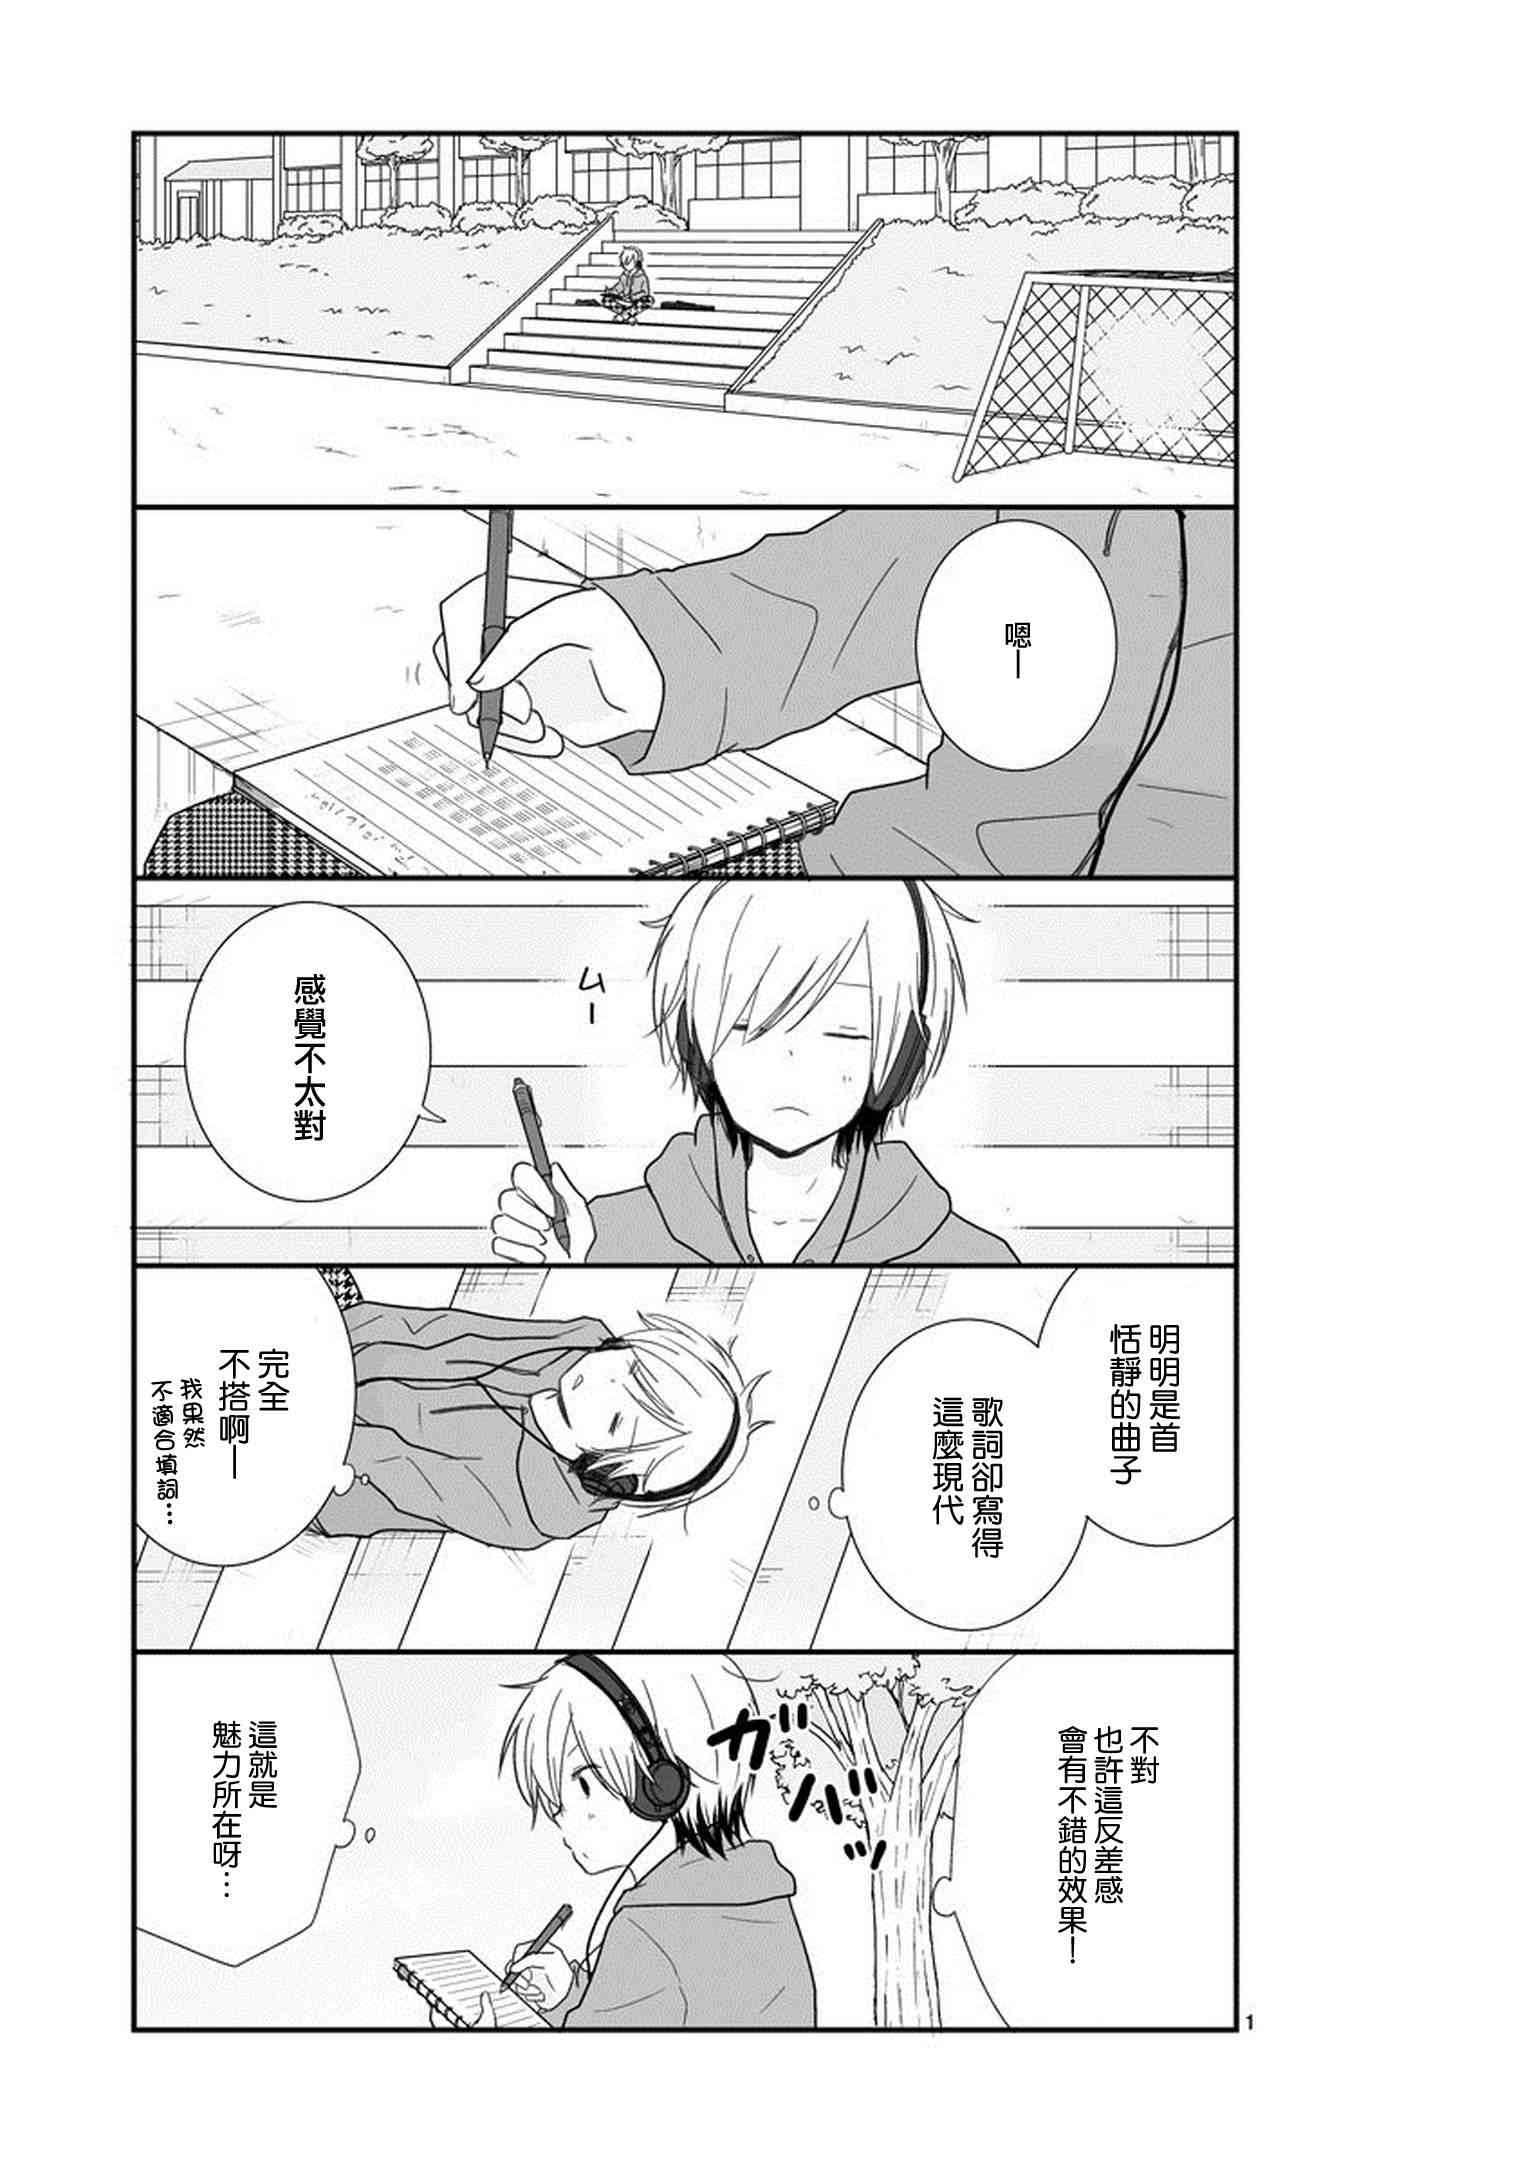 嗯ー
感覺不太對
ムー
明明是首
恬靜的曲子
歌詞卻寫得
這麼現代
完全
不搭啊ー
我果然
不適合填詞…
不對
也許這反差感
會有不錯的效果！
ガバッ
這就是
魅力所在呀…
1